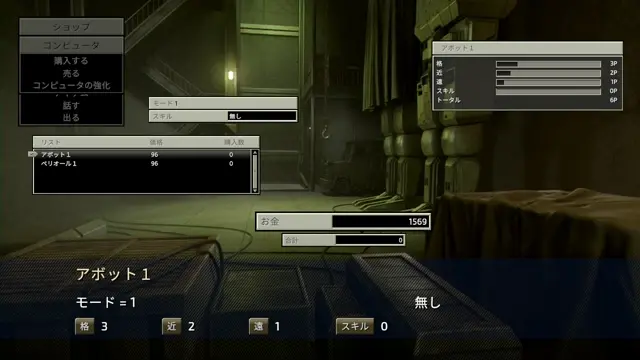 ショップ
コンピュータ
購入する
売る
コンピュータの強化
話す
出る
モード1
スキル 無し
リスト 価格 購入数
アボット1 96 0
ペリオール1 96 0
アボット1
格 3P
近 2P
遠 1P
スキル 0P
トータル 6P
お金 1569
合計 0
アボット1
モード = 1 無し
格 3 近 2 遠 1 スキル 0